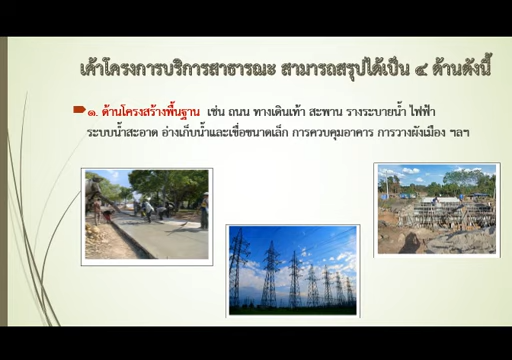 เค้าโครงการบริการสาธารณะ สามารถสรุปได้เป็น ๔ ด้านดังนี้
๑. ด้านโครงสร้างพื้นฐาน เช่น ถนน ทางเดินเท้า สะพาน รางระบายน้ำ ไฟฟ้า
ระบบน้ำสะอาด อ่างเก็บน้ำและเขื่อขนาดเล็ก การควบคุมอาคาร การวางผังเมือง ฯลฯ